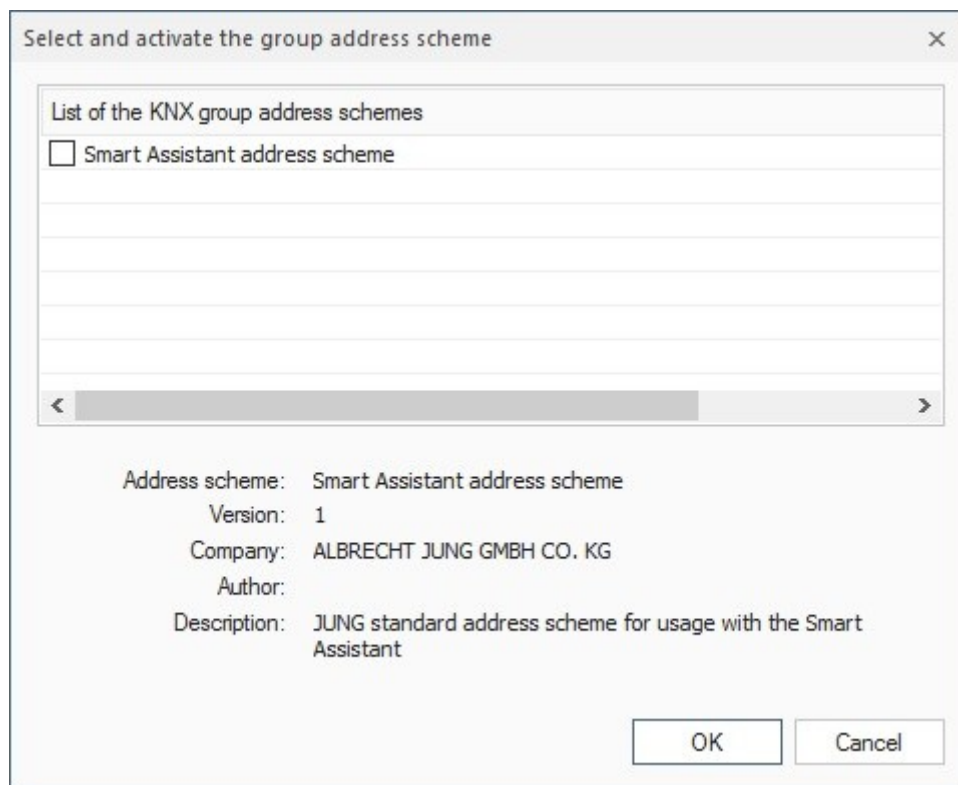 Select and activate the group address scheme
List of the KNX group address schemes
Smart Assistant address scheme
Address scheme: Smart Assistant address scheme
Version: 1
Company: ALBRECHT JUNG GMBH CO. KG
Author:
Description: JUNG standard address scheme for usage with the Smart
Assistant
OK Cancel